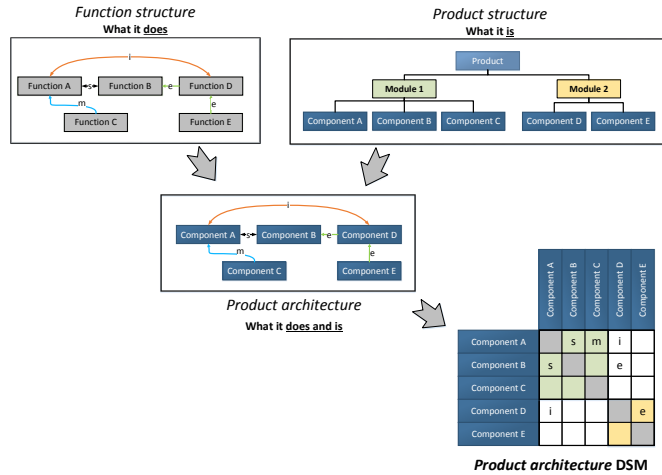 Function structure
What it does
i
Function A
s
Function B
e
Function D
m
e
Function C
Function E
Product structure
What it is
Product
Module 1
Module 2
Component A
Component B
Component C
Component D
Component E
i
Component A
s
Component B
e
Component D
m
e
Component C
Component E
Product architecture
What it does and is
Component A
Component B
Component C
Component D
Component E
Component A
s
m
i
Component B
s
e
Component C
Component D
i
e
Component E
Product architecture DSM